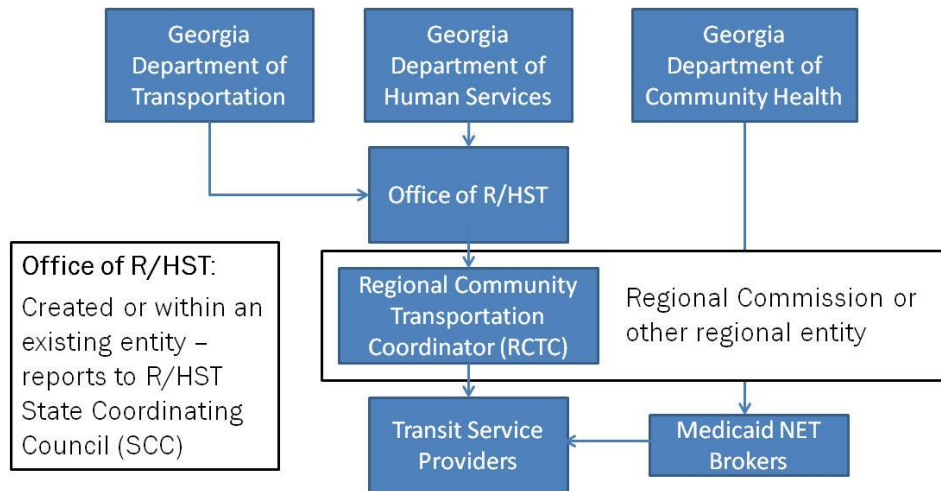 Georgia
Department of
Transportation
Georgia
Department of
Human Services
Georgia
Department of
Community Health
Office of R/HST
Office of R/HST:
Created or within an
existing entity –
reports to R/HST
State Coordinating
Council (SCC)
Regional Community
Transportation
Coordinator (RCTC)
Regional Commission or
other regional entity
Transit Service
Providers
Medicaid NET
Brokers